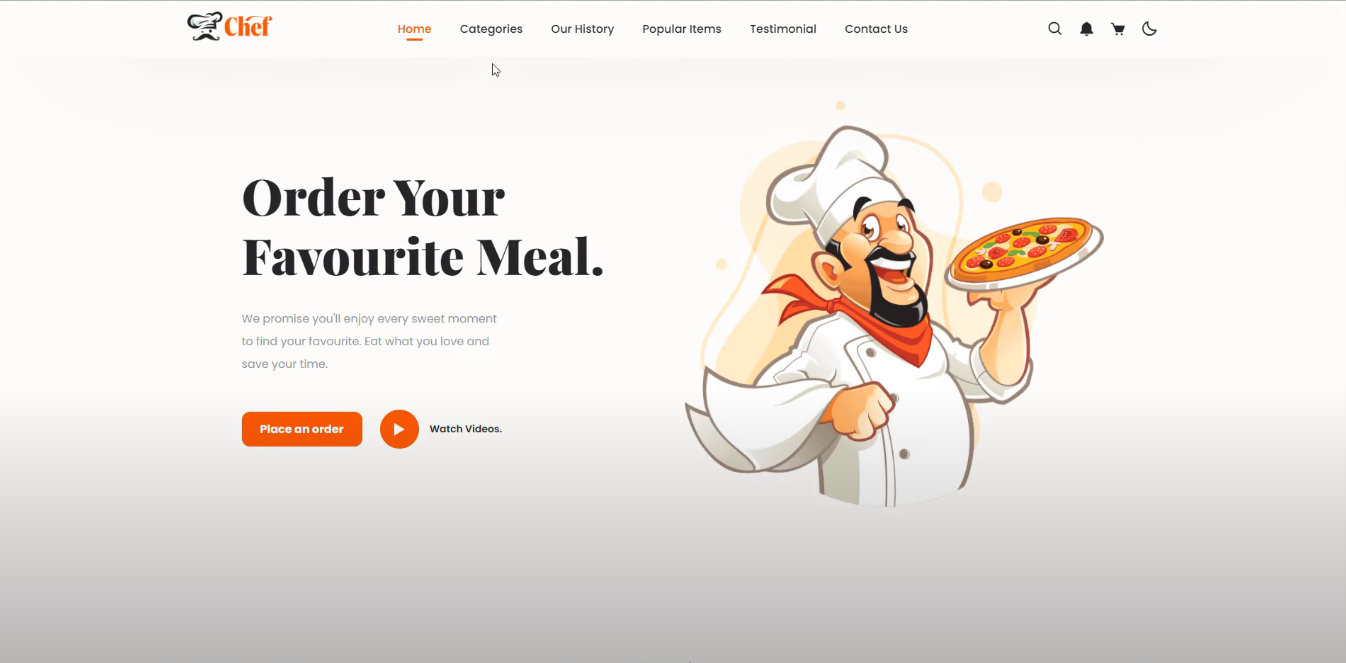 Chef
Home Categories Our History Popular Items Testimonial Contact Us
Order Your
Favourite Meal.
We promise you'll enjoy every sweet moment
to find your favourite. Eat what you love and
save your time.
Place an order Watch Videos.